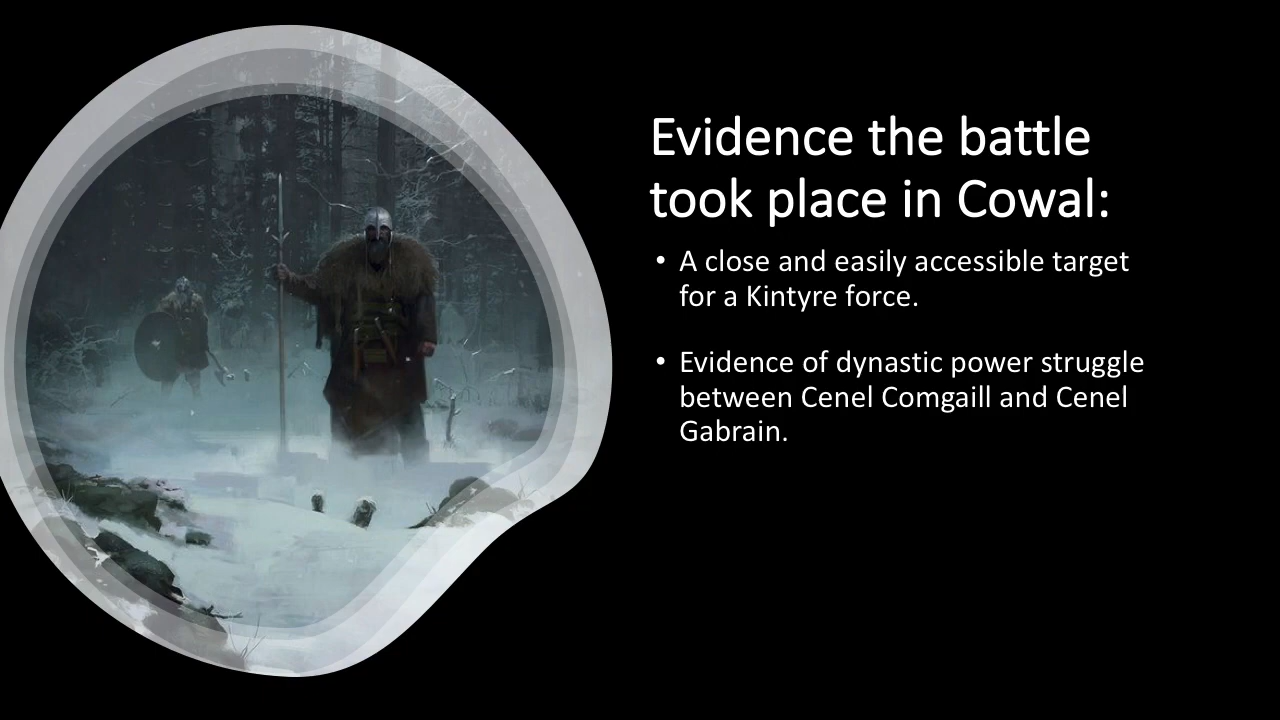 Evidence the battle
took place in Cowal:
• A close and easily accessible target
for a Kintyre force.
• Evidence of dynastic power struggle
between Cenel Comgaill and Cenel
Gabrain.